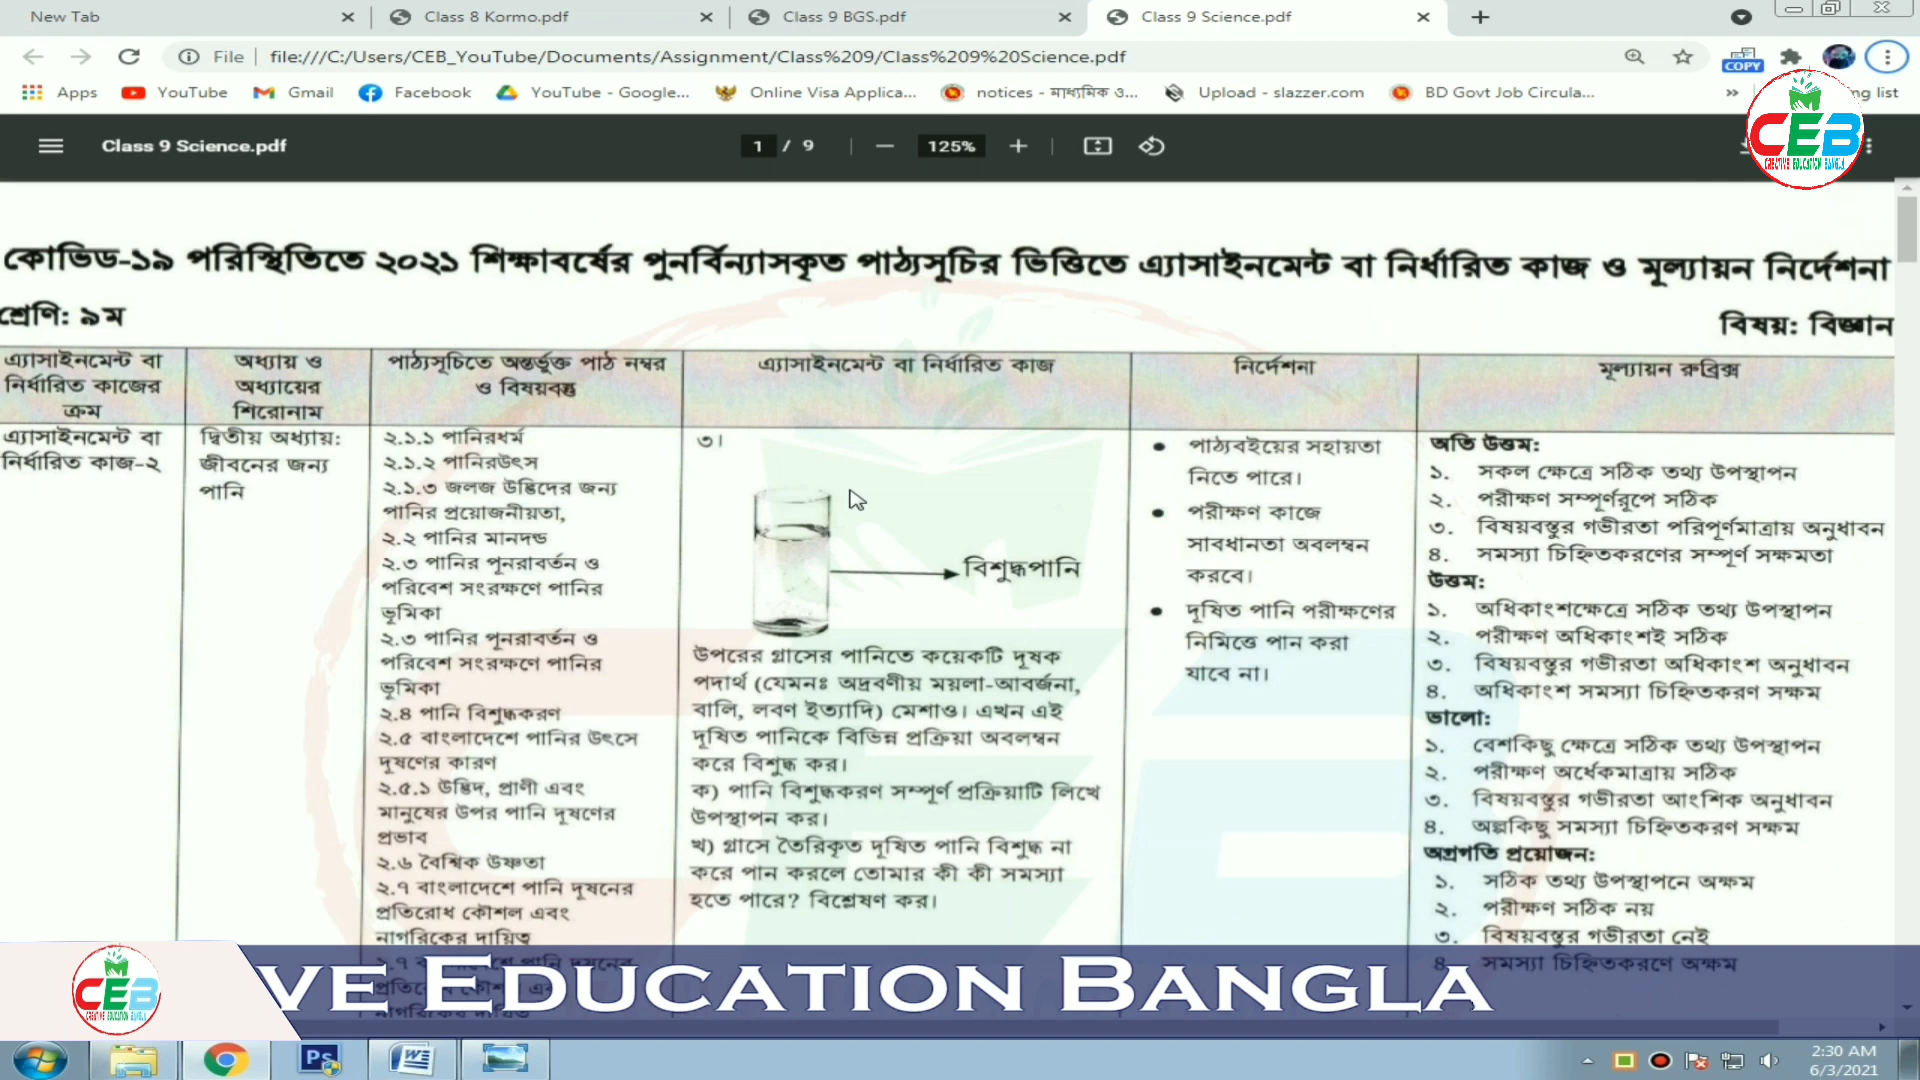 New Tab
Class 8 Kormo.pdf
Class 9 BGS.pdf
Class 9 Science.pdf
File
file:///C:/Users/CEB_YouTube/Documents/Assignment/Class%209/Class%209%20Science.pdf
COPY
Apps
YouTube
Gmail
Facebook
YouTube - Google...
Online Visa Applica...
notices - মাধ্যমিক ও...
Upload - slazzer.com
BD Govt Job Circula...
ng list
Class 9 Science.pdf
1 / 9
125%
CEB
CREATIVE EDUCATION BANGLA
কোভিড-১৯ পরিস্থিতিতে ২০২১ শিক্ষাবর্ষের পুনর্বিন্যাসকৃত পাঠ্যসূচির ভিত্তিতে এ্যাসাইনমেন্ট বা নির্ধারিত কাজ ও মূল্যায়ন নির্দেশনা
শ্রেণি: ৯ম
বিষয়: বিজ্ঞান
এ্যাসাইনমেন্ট বা
নির্ধারিত কাজের
ক্রম
অধ্যায় ও
অধ্যায়ের
শিরোনাম
পাঠ্যসূচিতে অন্তর্ভুক্ত পাঠ নম্বর
ও বিষয়বস্তু
এ্যাসাইনমেন্ট বা নির্ধারিত কাজ
নির্দেশনা
মূল্যায়ন রুব্রিক্স
এ্যাসাইনমেন্ট বা
নির্ধারিত কাজ-২
দ্বিতীয় অধ্যায়:
জীবনের জন্য
পানি
২.১.১ পানিরধর্ম
২.১.২ পানিরউৎস
২.১.৩ জলজ উদ্ভিদের জন্য
পানির প্রয়োজনীয়তা,
২.২ পানির মানদন্ড
২.৩ পানির পূনরাবর্তন ও
পরিবেশ সংরক্ষণে পানির
ভূমিকা
২.৩ পানির পূনরাবর্তন ও
পরিবেশ সংরক্ষণে পানির
ভূমিকা
২.৪ পানি বিশুদ্ধকরণ
২.৫ বাংলাদেশে পানির উৎসে
দূষণের কারণ
২.৫.১ উদ্ভিদ, প্রাণী এবং
মানুষের উপর পানি দূষণের
প্রভাব
২.৬ বৈশ্বিক উষ্ণতা
২.৭ বাংলাদেশে পানি দূষনের
প্রতিরোধ কৌশল এবং
নাগরিকের দায়িত্ব
৩।
বিশুদ্ধপানি
উপরের গ্লাসের পানিতে কয়েকটি দূষক
পদার্থ (যেমনঃ অদ্রবণীয় ময়লা-আবর্জনা,
বালি, লবণ ইত্যাদি) মেশাও। এখন এই
দূষিত পানিকে বিভিন্ন প্রক্রিয়া অবলম্বন
করে বিশুদ্ধ কর।
ক) পানি বিশুদ্ধকরণ সম্পূর্ণ প্রক্রিয়াটি লিখে
উপস্থাপন কর।
খ) গ্লাসে তৈরিকৃত দূষিত পানি বিশুদ্ধ না
করে পান করলে তোমার কী কী সমস্যা
হতে পারে? বিশ্লেষণ কর।
• পাঠ্যবইয়ের সহায়তা
নিতে পারে।
• পরীক্ষণ কাজে
সাবধানতা অবলম্বন
করবে।
• দূষিত পানি পরীক্ষণের
নিমিত্তে পান করা
যাবে না।
অতি উত্তম:
১. সকল ক্ষেত্রে সঠিক তথ্য উপস্থাপন
২. পরীক্ষণ সম্পূর্ণরূপে সঠিক
৩. বিষয়বস্তুর গভীরতা পরিপূর্ণমাত্রায় অনুধাবন
৪. সমস্যা চিহ্নিতকরণের সম্পূর্ণ সক্ষমতা
উত্তম:
১. অধিকাংশক্ষেত্রে সঠিক তথ্য উপস্থাপন
২. পরীক্ষণ অধিকাংশই সঠিক
৩. বিষয়বস্তুর গভীরতা অধিকাংশ অনুধাবন
৪. অধিকাংশ সমস্যা চিহ্নিতকরণ সক্ষম
ভালো:
১. বেশকিছু ক্ষেত্রে সঠিক তথ্য উপস্থাপন
২. পরীক্ষণ অর্ধেকমাত্রায় সঠিক
৩. বিষয়বস্তুর গভীরতা আংশিক অনুধাবন
৪. অল্পকিছু সমস্যা চিহ্নিতকরণ সক্ষম
অগ্রগতি প্রয়োজন:
১. সঠিক তথ্য উপস্থাপনে অক্ষম
২. পরীক্ষণ সঠিক নয়
৩. বিষয়বস্তুর গভীরতা নেই
৪. সমস্যা চিহ্নিতকরণে অক্ষম
CEB
CREATIVE EDUCATION BANGLA
VE EDUCATION BANGLA
Ps
W
2:30 AM
6/3/2021